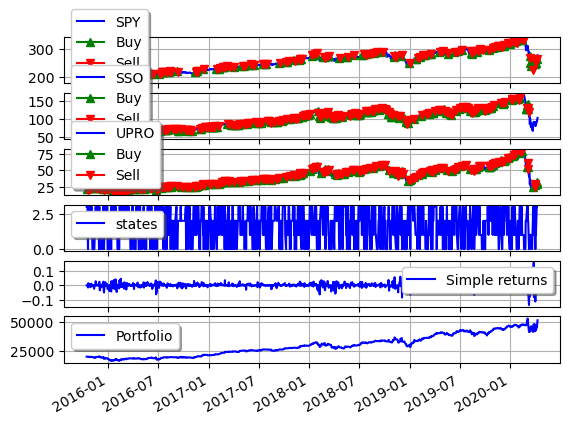 SPY
Buy
Sell
300
200
SSO
Buy
Sell
150
100
50
UPRO
Buy
Sell
75
50
25
states
2.5
0.0
Simple returns
0.1
0.0
−0.1
Portfolio
50000
25000
2016-01
2016-07
2017-01
2017-07
2018-01
2018-07
2019-01
2019-07
2020-01